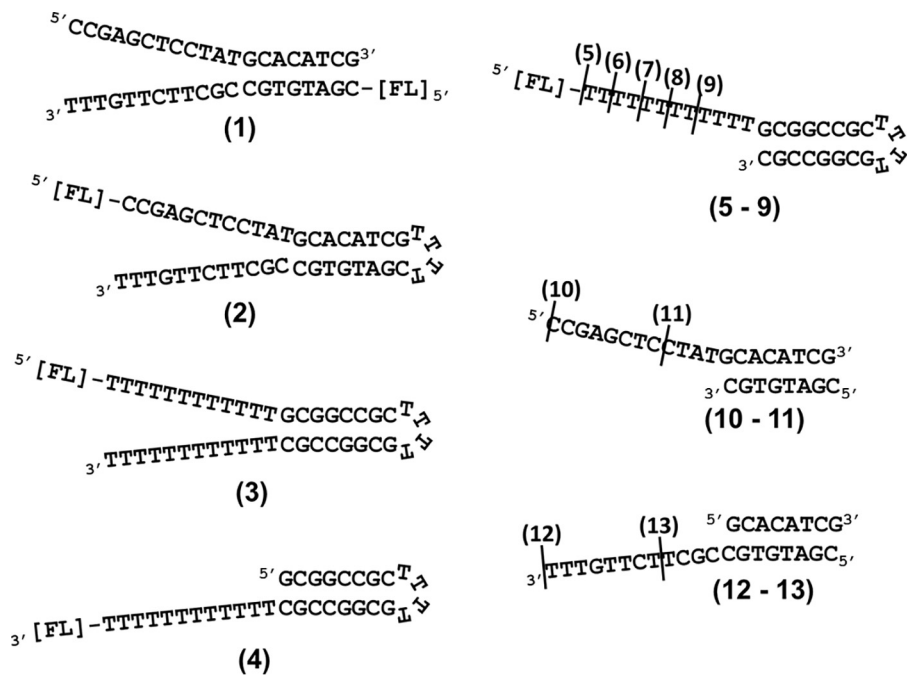 5′CCGAGCTCCTATGCACATCG3′
3′TTTGTTCTTCGCCGTGTAGC–[FL]5′
(1)
5′[FL]–CCGAGCTCCTATGCACATCGTT
3′TTTGTTCTTCGCCGTGTAGCTT
(2)
5′[FL]–TTTTTTTTTTTTGCGGCCGCTT
3′TTTTTTTTTTTTCGCCGGCGTT
(3)
5′GCGGCCGCTT
3′[FL]–TTTTTTTTTTTTCGCCGGCGTT
(4)
(5) (6) (7) (8) (9)
5′[FL]–TTTTTTTTTTTTGCGGCCGCTT
3′CGCCGGCGTT
(5 - 9)
(10) (11)
5′CCGAGCTCCTATGCACATCG3′
3′CGTGTAGC5′
(10 - 11)
(12) (13)
5′GCACATCG3′
3′TTTGTTCTTCGCCGTGTAGC5′
(12 - 13)